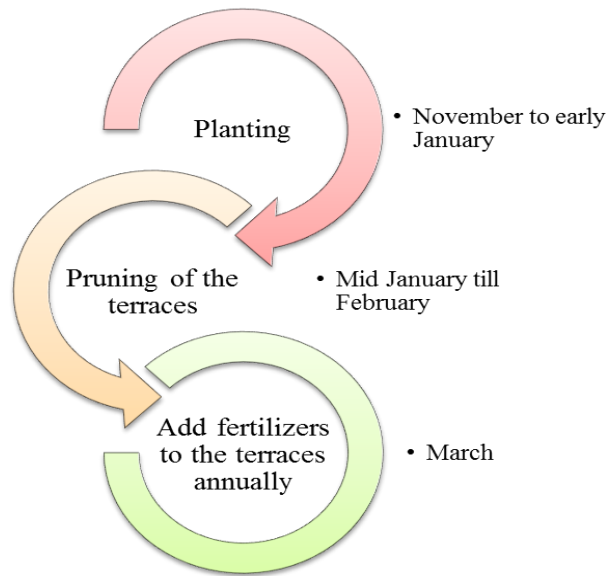 Planting
• November to early
January
Pruning of the
terraces
• Mid January till
February
Add fertilizers
to the terraces
annually
• March